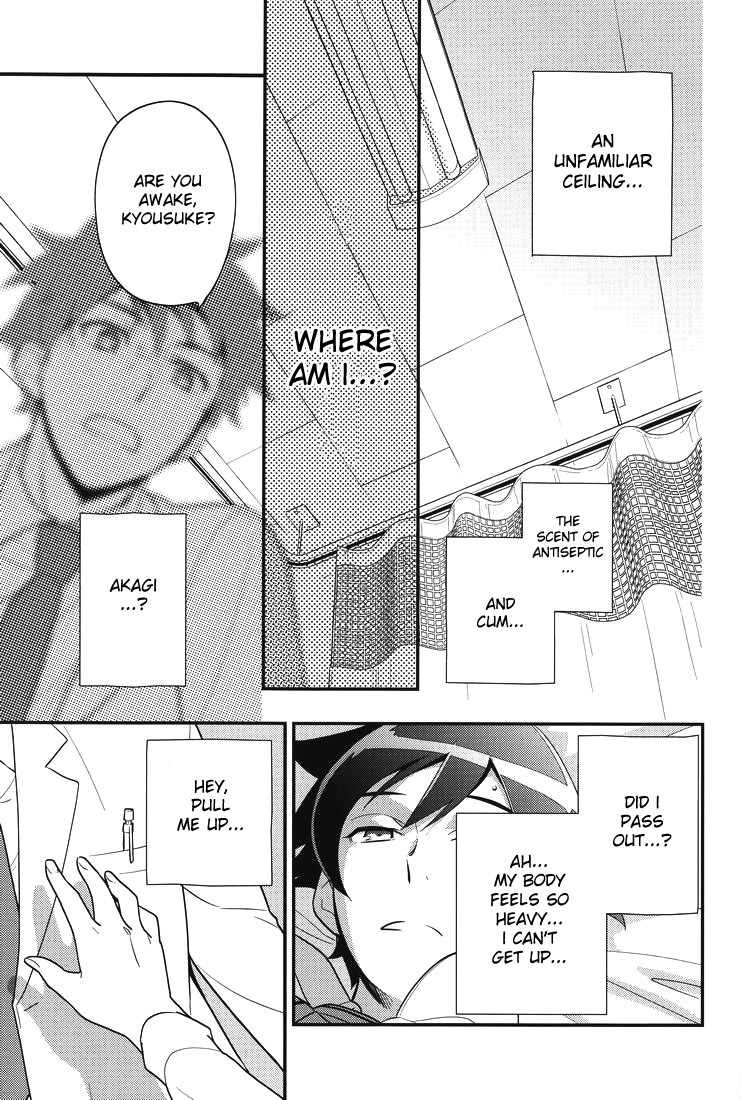 AN
UNFAMILIAR
CEILING...
THE
SCENT OF
ANTISEPTIC
...
AND
CUM...
WHERE
AM I...?
ARE YOU
AWAKE,
KYOUSUKE?
AKAGI
...?
DID I
PASS
OUT...?
AH...
MY BODY
FEELS SO
HEAVY...
I CAN'T
GET UP...
HEY,
PULL
ME UP...